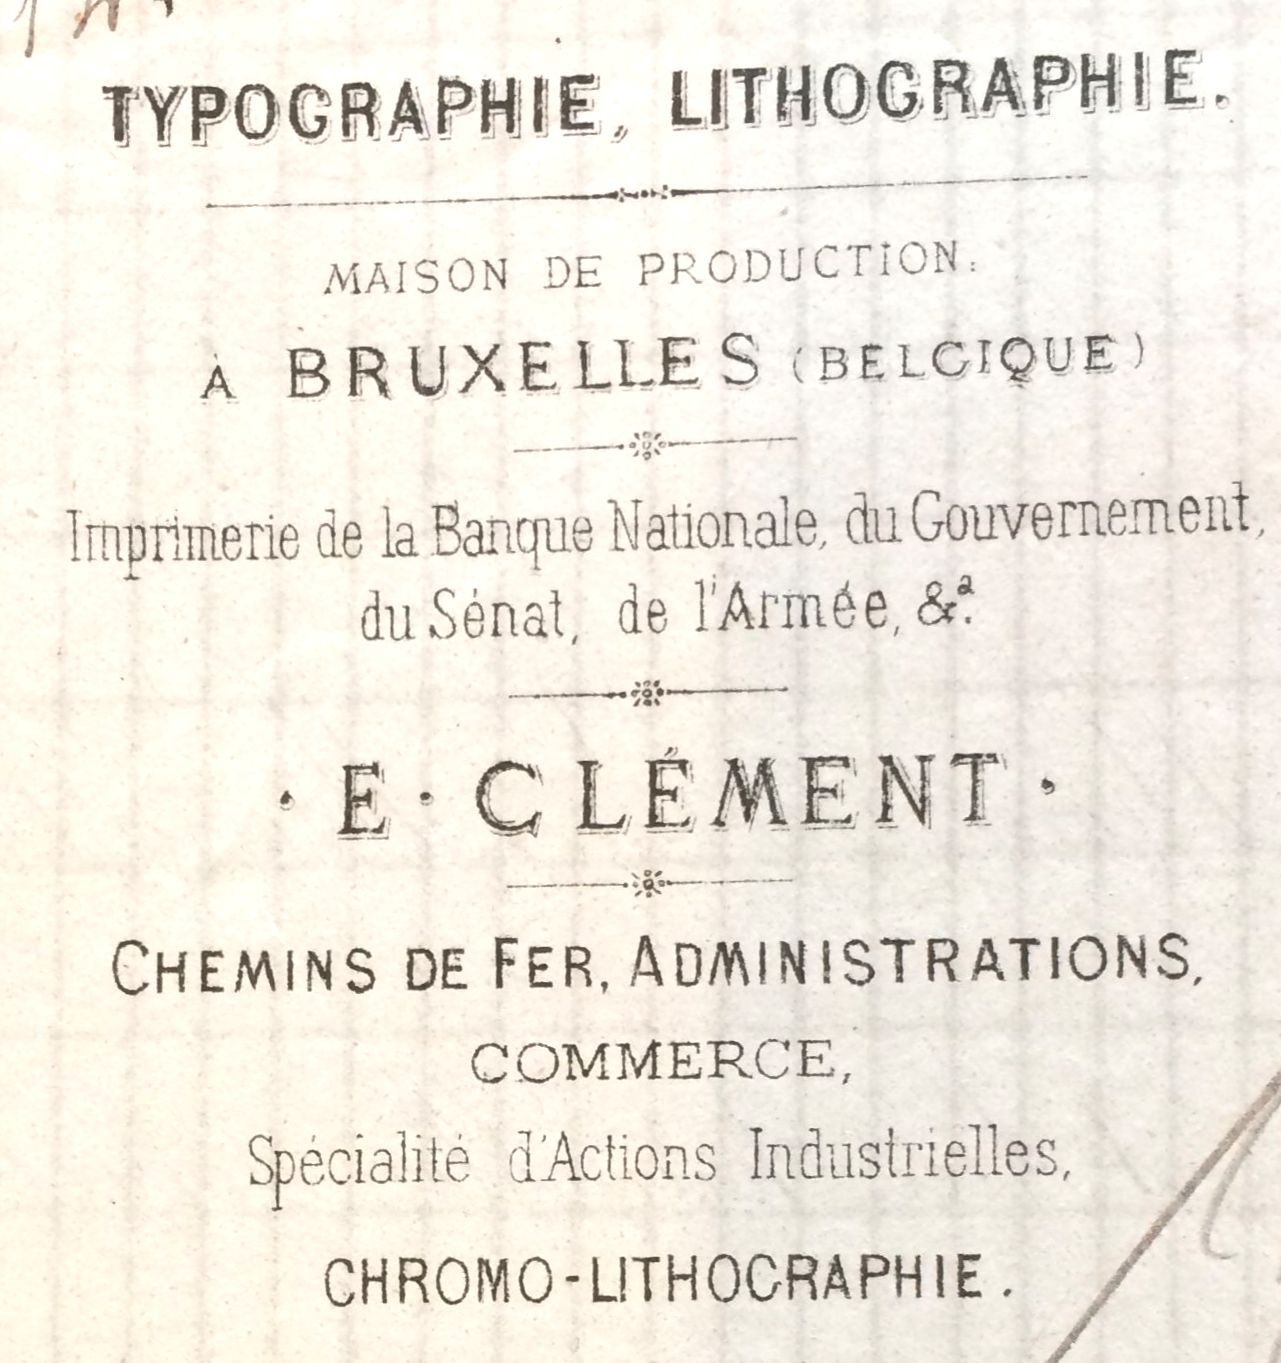 TYPOGRAPHIE, LITHOGRAPHIE.
MAISON DE PRODUCTION:
À BRUXELLES (BELGIQUE)
Imprimerie de la Banque Nationale, du Gouvernement,
du Sénat, de l'Armée, &ª.
· E · CLÉMENT ·
CHEMINS DE FER, ADMINISTRATIONS,
COMMERCE,
Spécialité d'Actions Industrielles,
CHROMO-LITHOGRAPHIE.